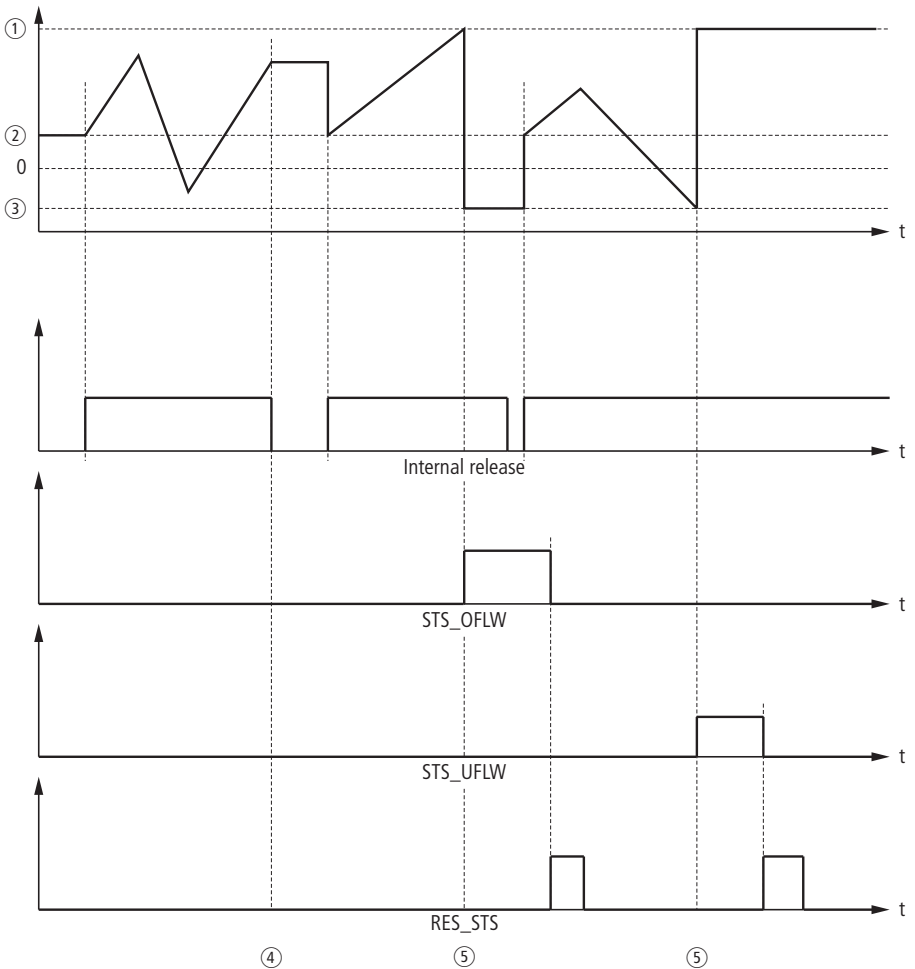 ①
②
0
③
t
t
Internal release
t
STS_OFLW
t
STS_UFLW
t
RES_STS
④ ⑤ ⑤